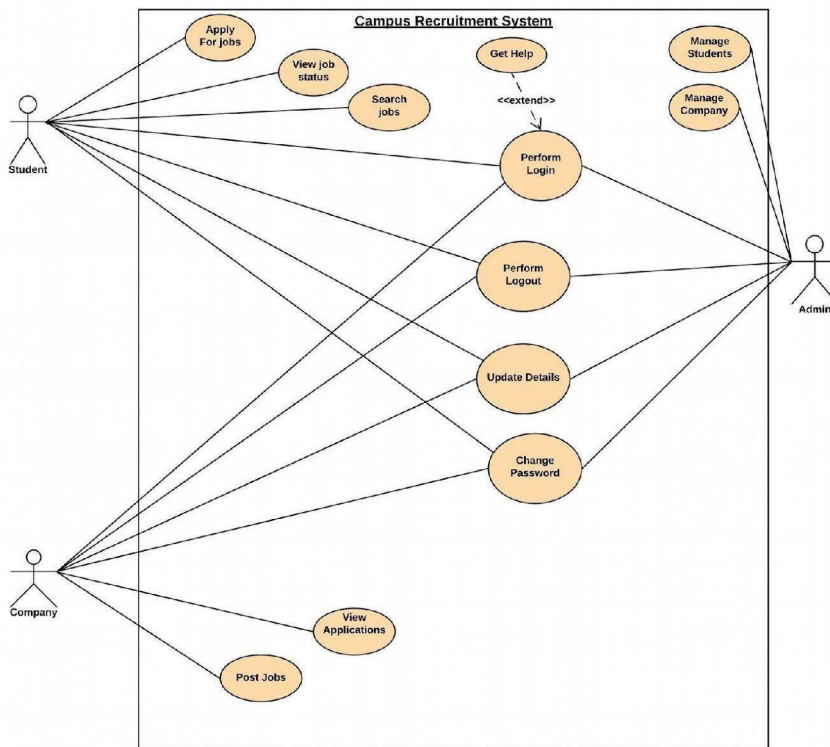 Campus Recruitment System
Apply
For jobs
View job
status
Search
jobs
Get Help
<<extend>>
Manage
Students
Manage
Company
Student
Perform
Login
Perform
Logout
Admin
Update Details
Change
Password
Company
View
Applications
Post Jobs